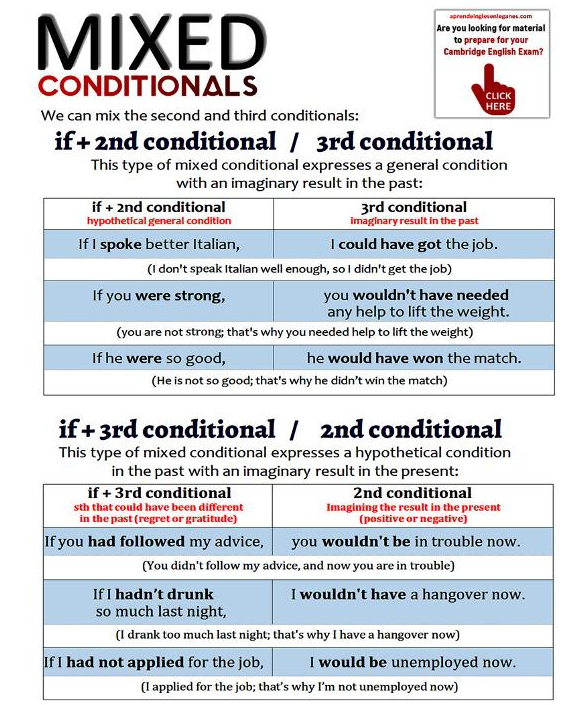 MIXED
CONDITIONALS
aprendeinglesenleganes.com
Are you looking for material
to prepare for your
Cambridge English Exam?
CLICK
HERE
We can mix the second and third conditionals:
if + 2nd conditional / 3rd conditional
This type of mixed conditional expresses a general condition
with an imaginary result in the past:
if + 2nd conditional 3rd conditional
hypothetical general condition imaginary result in the past
If I spoke better Italian, I could have got the job.
(I don't speak Italian well enough, so I didn't get the job)
If you were strong, you wouldn't have needed
any help to lift the weight.
(you are not strong; that's why you needed help to lift the weight)
If he were so good, he would have won the match.
(He is not so good; that's why he didn't win the match)
if + 3rd conditional / 2nd conditional
This type of mixed conditional expresses a hypothetical condition
in the past with an imaginary result in the present:
if + 3rd conditional 2nd conditional
sth that could have been different Imagining the result in the present
in the past (regret or gratitude) (positive or negative)
If you had followed my advice, you wouldn't be in trouble now.
(You didn't follow my advice, and now you are in trouble)
If I hadn't drunk I wouldn't have a hangover now.
so much last night,
(I drank too much last night; that's why I have a hangover now)
If I had not applied for the job, I would be unemployed now.
(I applied for the job; that's why I'm not unemployed now)